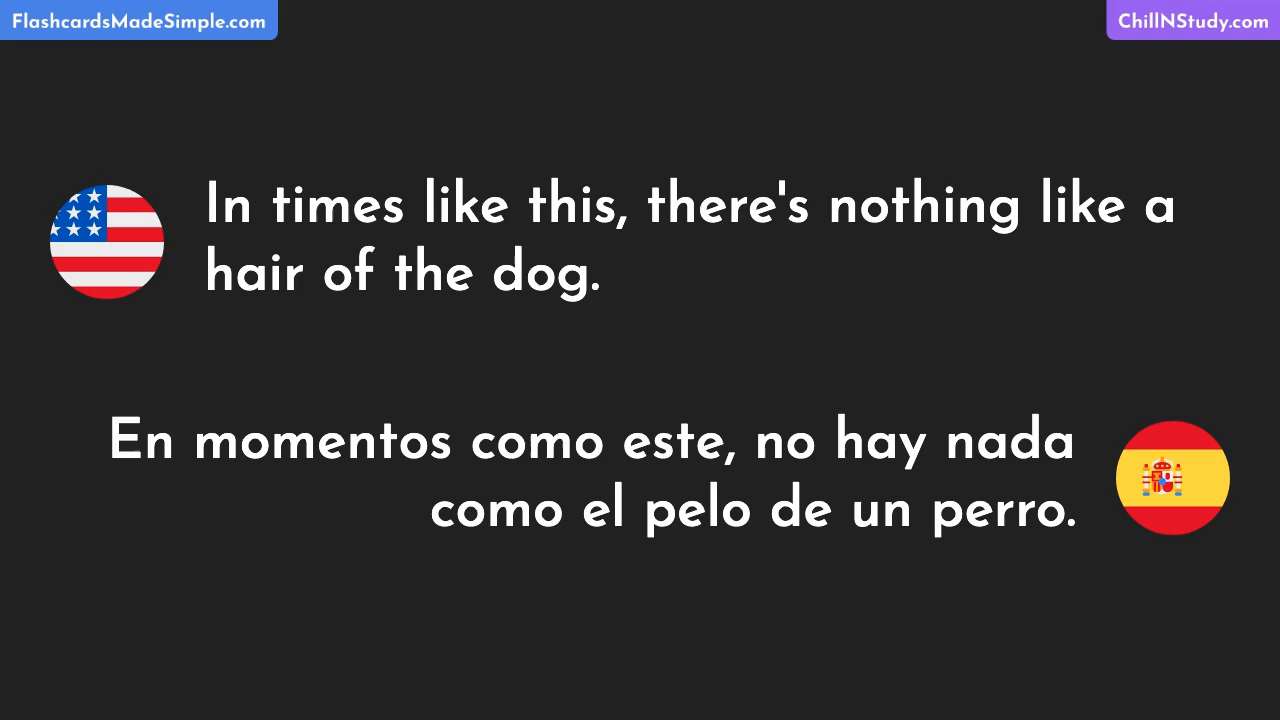 FlashcardsMadeSimple.com
ChillNStudy.com
In times like this, there's nothing like a
hair of the dog.
En momentos como este, no hay nada
como el pelo de un perro.